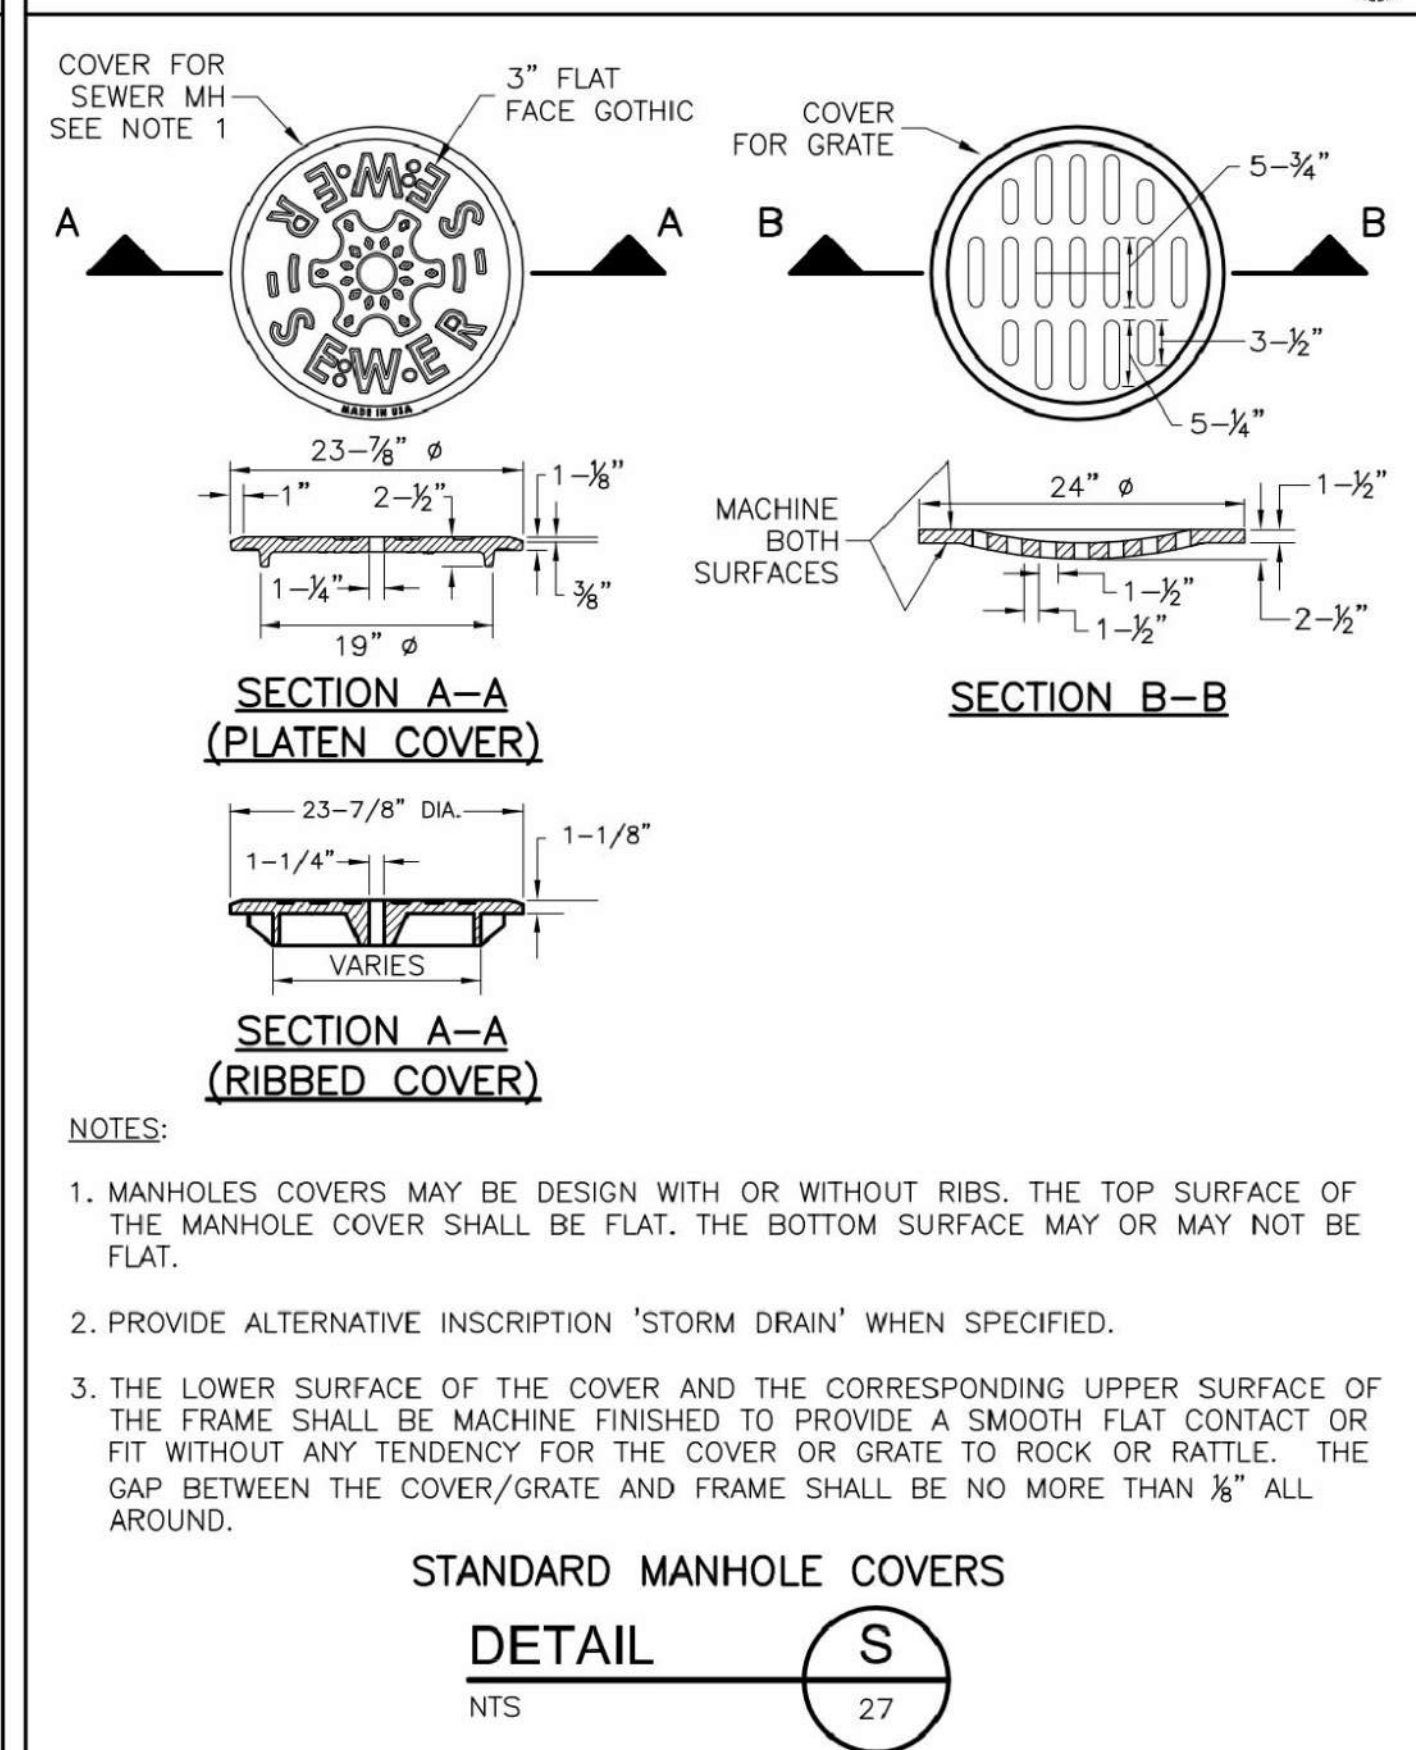 COVER FOR
SEWER MH
SEE NOTE 1
3" FLAT
FACE GOTHIC
A
A
SEWER
SEWER
MADE IN USA
COVER
FOR GRATE
B
B
5-¾"
3-½"
5-¼"
23-⅞" ø
1"
2-½"
1-⅛"
⅜"
1-¼"
19" ø
SECTION A-A
(PLATEN COVER)
MACHINE
BOTH
SURFACES
24" ø
1-½"
1-½"
1-½"
2-½"
SECTION B-B
23-7/8" DIA.
1-1/4"
1-1/8"
VARIES
SECTION A-A
(RIBBED COVER)
NOTES:
1. MANHOLES COVERS MAY BE DESIGN WITH OR WITHOUT RIBS. THE TOP SURFACE OF
THE MANHOLE COVER SHALL BE FLAT. THE BOTTOM SURFACE MAY OR MAY NOT BE
FLAT.
2. PROVIDE ALTERNATIVE INSCRIPTION 'STORM DRAIN' WHEN SPECIFIED.
3. THE LOWER SURFACE OF THE COVER AND THE CORRESPONDING UPPER SURFACE OF
THE FRAME SHALL BE MACHINE FINISHED TO PROVIDE A SMOOTH FLAT CONTACT OR
FIT WITHOUT ANY TENDENCY FOR THE COVER OR GRATE TO ROCK OR RATTLE. THE
GAP BETWEEN THE COVER/GRATE AND FRAME SHALL BE NO MORE THAN ⅛" ALL
AROUND.
STANDARD MANHOLE COVERS
DETAIL
S
NTS
27